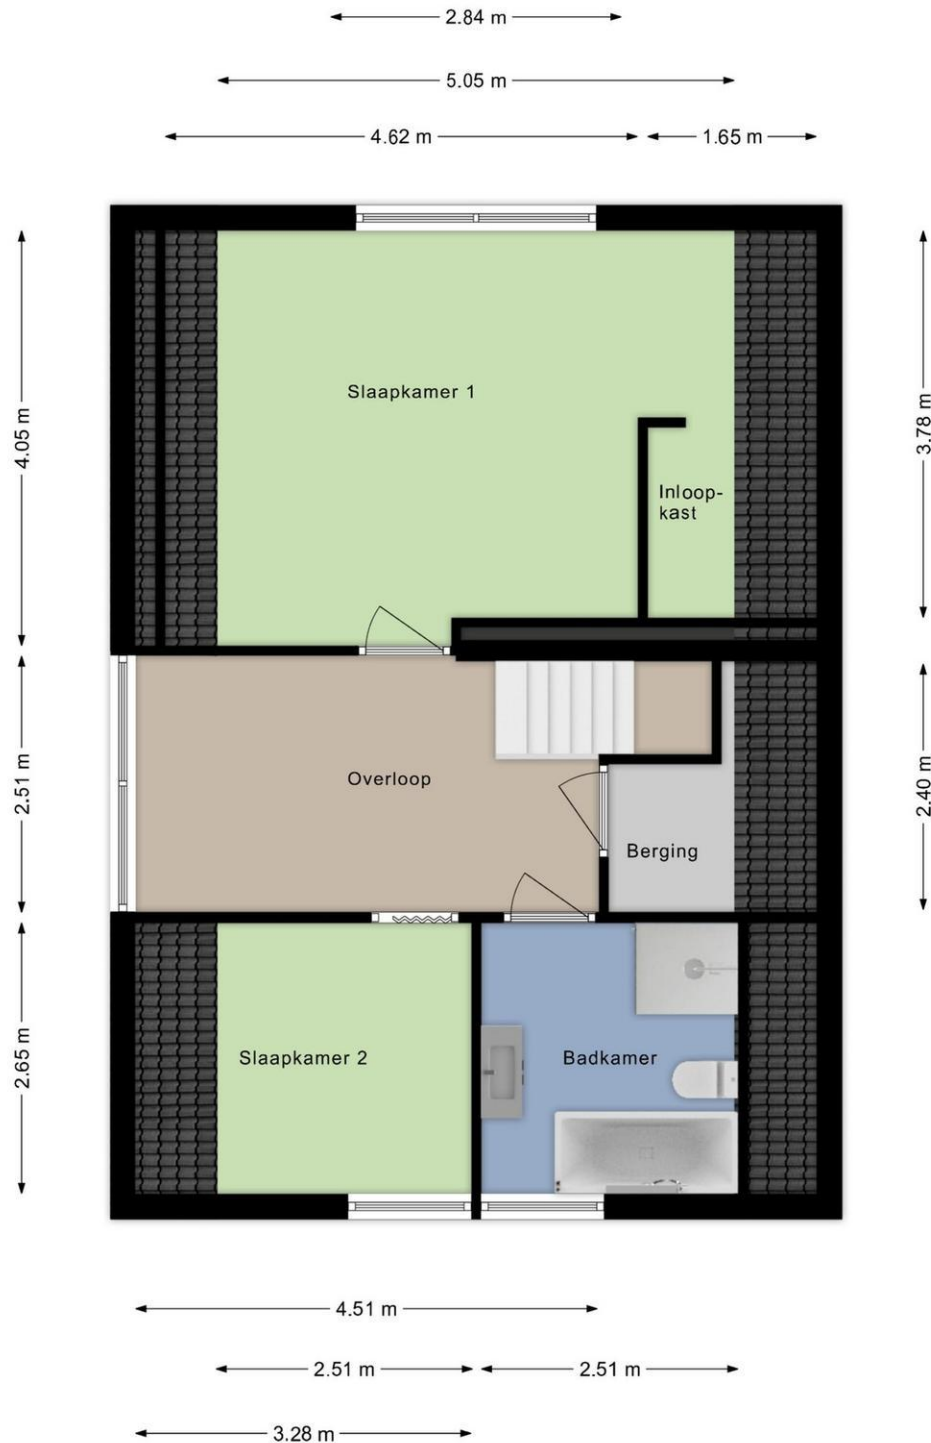 2.84 m
5.05 m
4.62 m
1.65 m
4.05 m
3.78 m
Slaapkamer 1
Inloop-
kast
2.51 m
2.40 m
Overloop
Berging
2.65 m
Slaapkamer 2
Badkamer
4.51 m
2.51 m
2.51 m
3.28 m